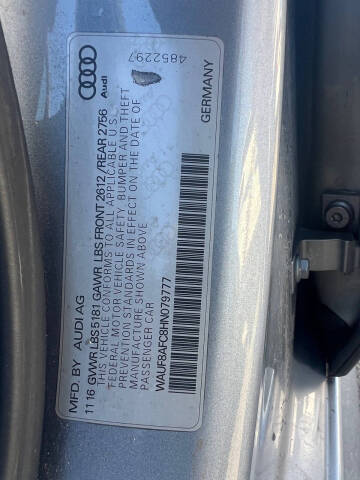 MFD. BY AUDI AG
11 16 GVWR LBS 5181 GAWR LBS FRONT 2612 / REAR 2756
THIS VEHICLE CONFORMS TO ALL APPLICABLE U.S.
FEDERAL MOTOR VEHICLE SAFETY, BUMPER AND THEFT
PREVENTION STANDARDS IN EFFECT ON THE DATE OF
MANUFACTURE SHOWN ABOVE
PASSENGER CAR
WAUF8AFC8HN079777
Audi
4852297
GERMANY